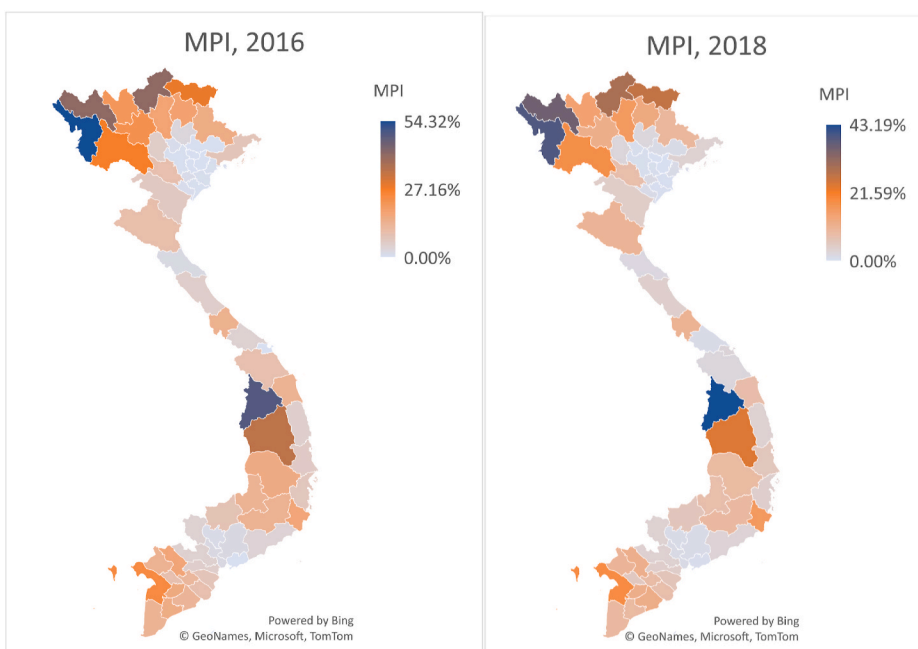 MPI, 2016
MPI
54.32%
27.16%
0.00%
Powered by Bing
© GeoNames, Microsoft, TomTom
MPI, 2018
MPI
43.19%
21.59%
0.00%
Powered by Bing
© GeoNames, Microsoft, TomTom